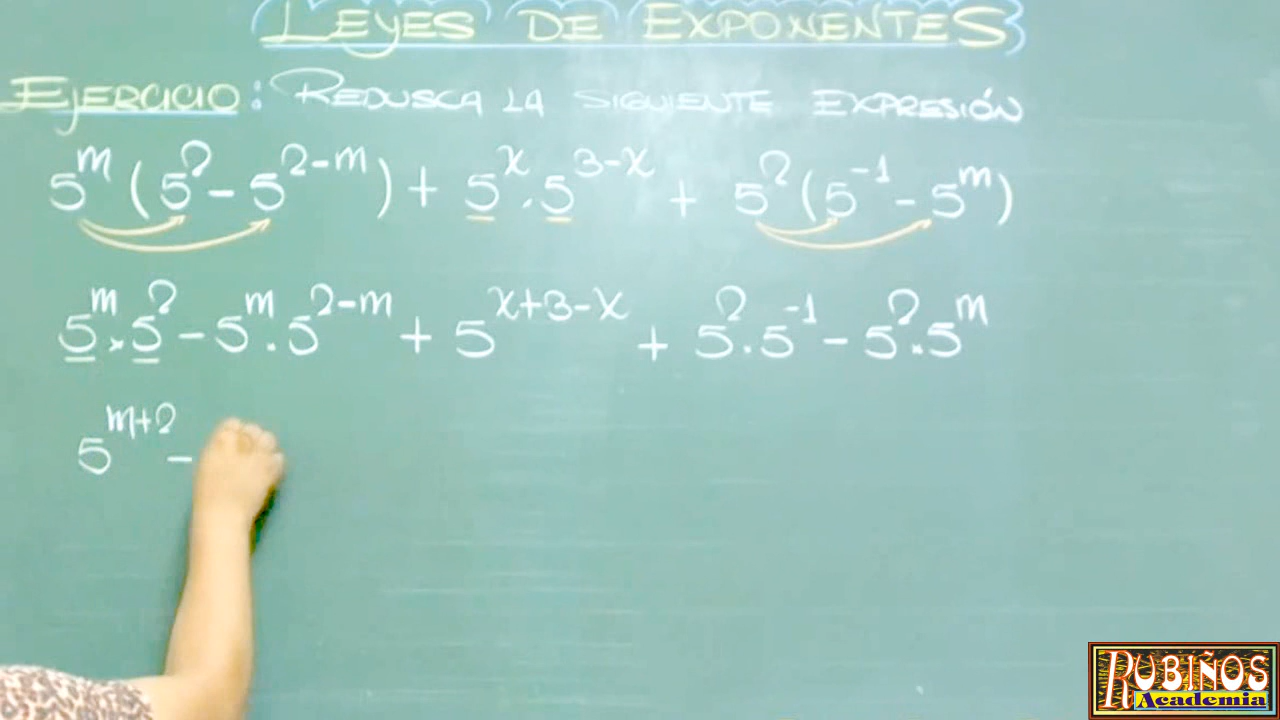 LEYES DE EXPONENTES
EJERCICIO: REDUSCA LA SIGUIENTE EXPRESIÓN
5^m (5^2 - 5^{2-m}) + 5^x · 5^{3-x} + 5^2 (5^{-1} - 5^m)
5^m · 5^2 - 5^m · 5^{2-m} + 5^{x+3-x} + 5^2 · 5^{-1} - 5^2 · 5^m
5^{m+2} -
RUBIÑOS
Academia